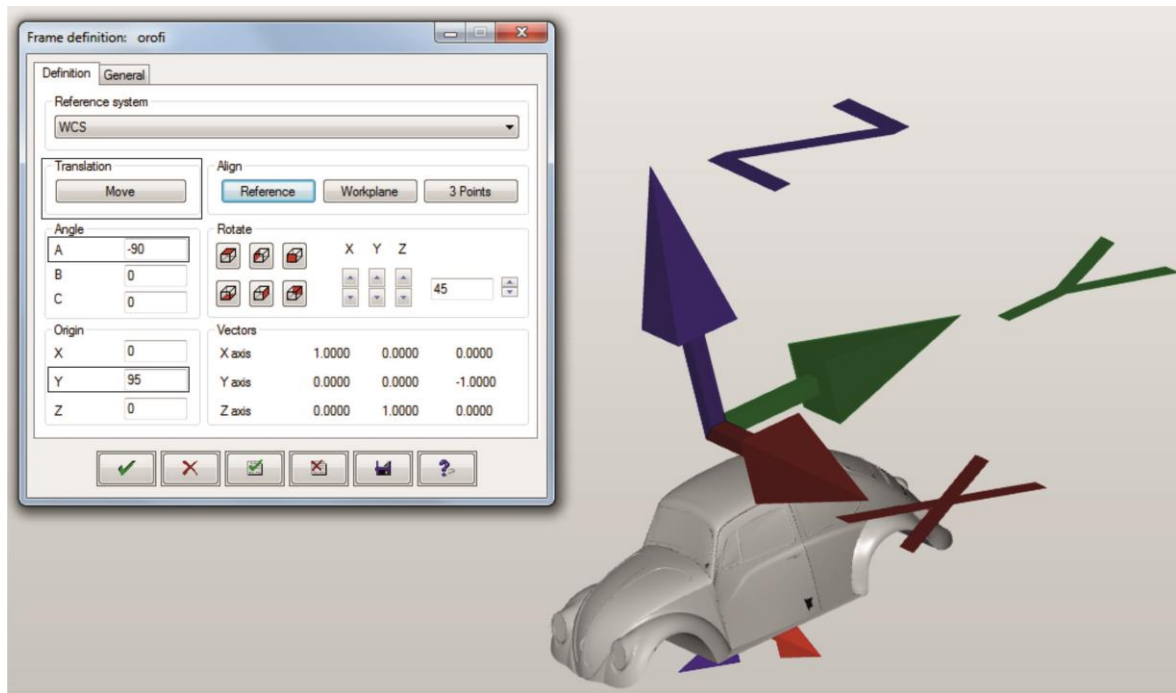 Frame definition: orofi
Definition General
Reference system
WCS
Translation
Move
Align
Reference Workplane 3 Points
Angle
A -90
B 0
C 0
Rotate
X Y Z
45
Origin
X 0
Y 95
Z 0
Vectors
X axis 1.0000 0.0000 0.0000
Y axis 0.0000 0.0000 -1.0000
Z axis 0.0000 1.0000 0.0000
Z
Y
X